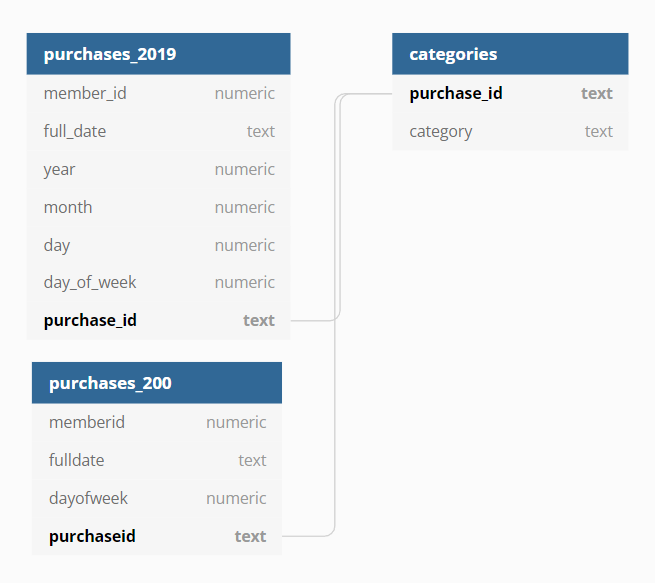 purchases_2019
member_id numeric
full_date text
year numeric
month numeric
day numeric
day_of_week numeric
purchase_id text
categories
purchase_id text
category text
purchases_200
memberid numeric
fulldate text
dayofweek numeric
purchaseid text